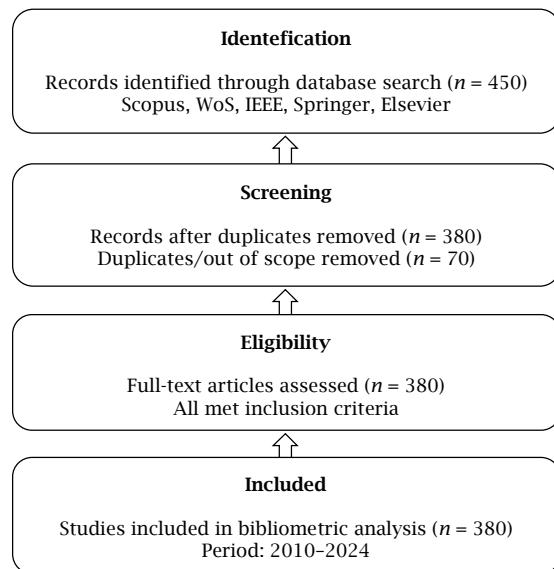 Identefication
Records identified through database search (n = 450)
Scopus, WoS, IEEE, Springer, Elsevier
Screening
Records after duplicates removed (n = 380)
Duplicates/out of scope removed (n = 70)
Eligibility
Full-text articles assessed (n = 380)
All met inclusion criteria
Included
Studies included in bibliometric analysis (n = 380)
Period: 2010–2024